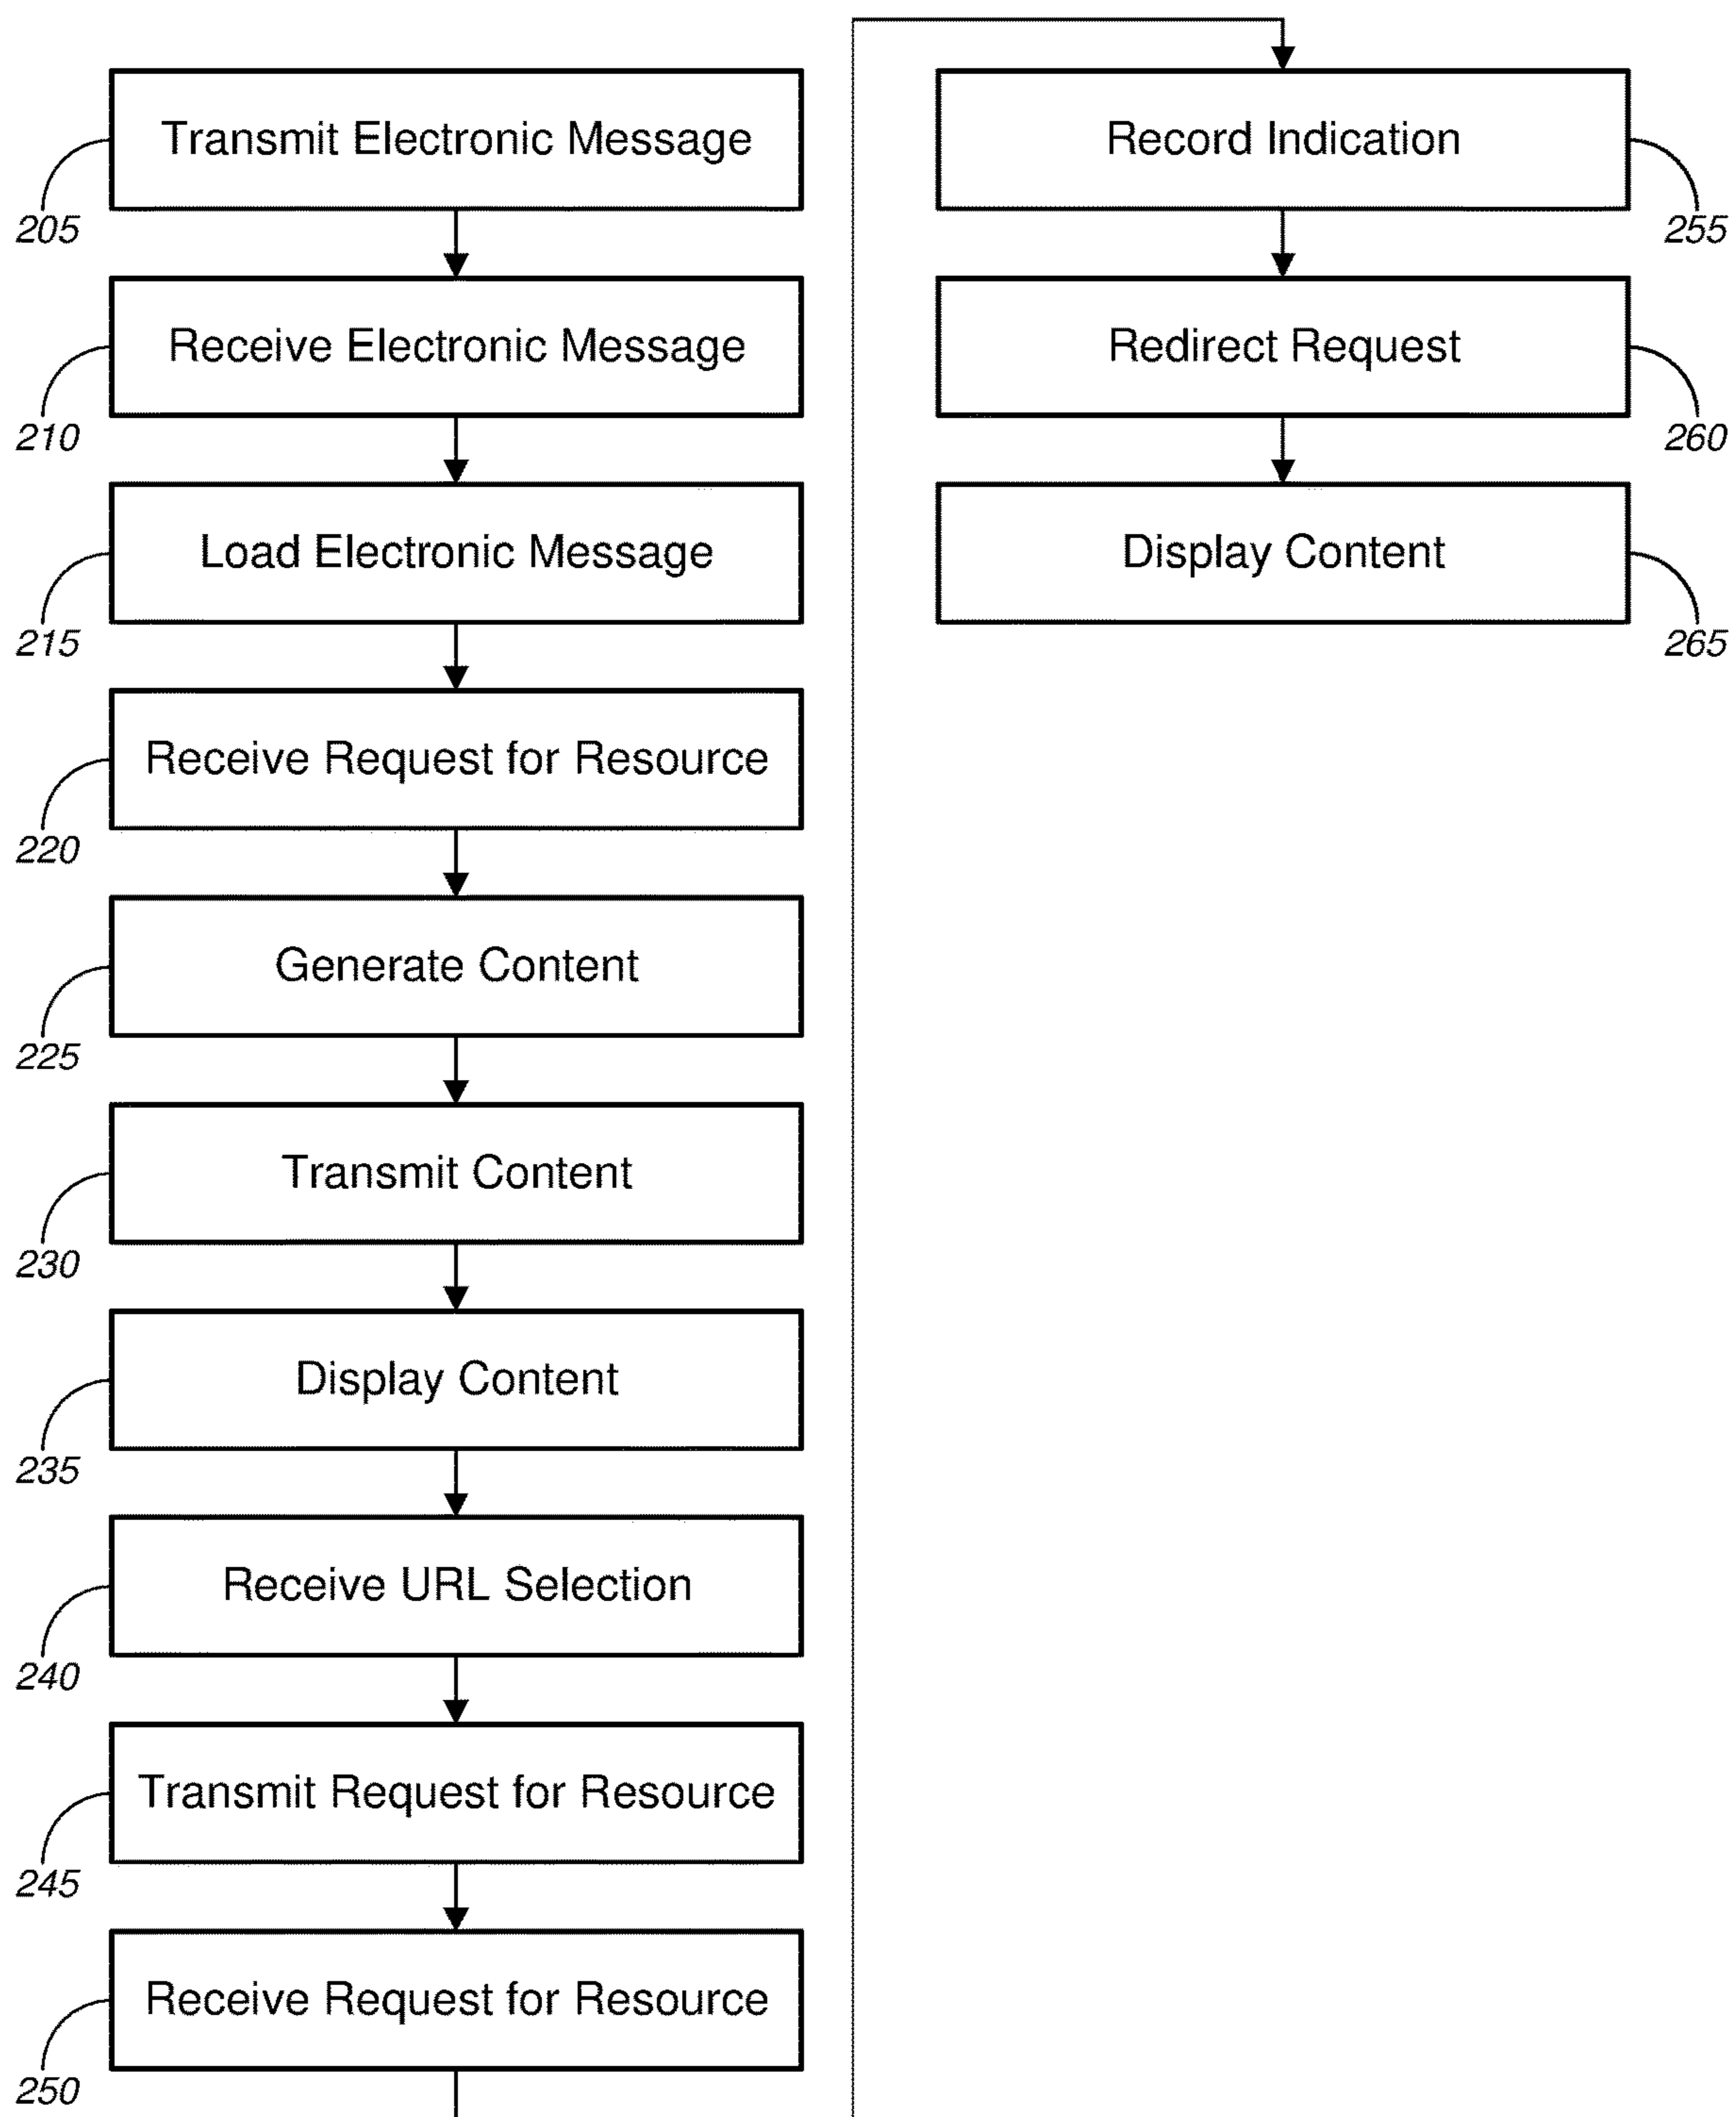 Transmit Electronic Message
205
Receive Electronic Message
210
Load Electronic Message
215
Receive Request for Resource
220
Generate Content
225
Transmit Content
230
Display Content
235
Receive URL Selection
240
Transmit Request for Resource
245
Receive Request for Resource
250
Record Indication
255
Redirect Request
260
Display Content
265